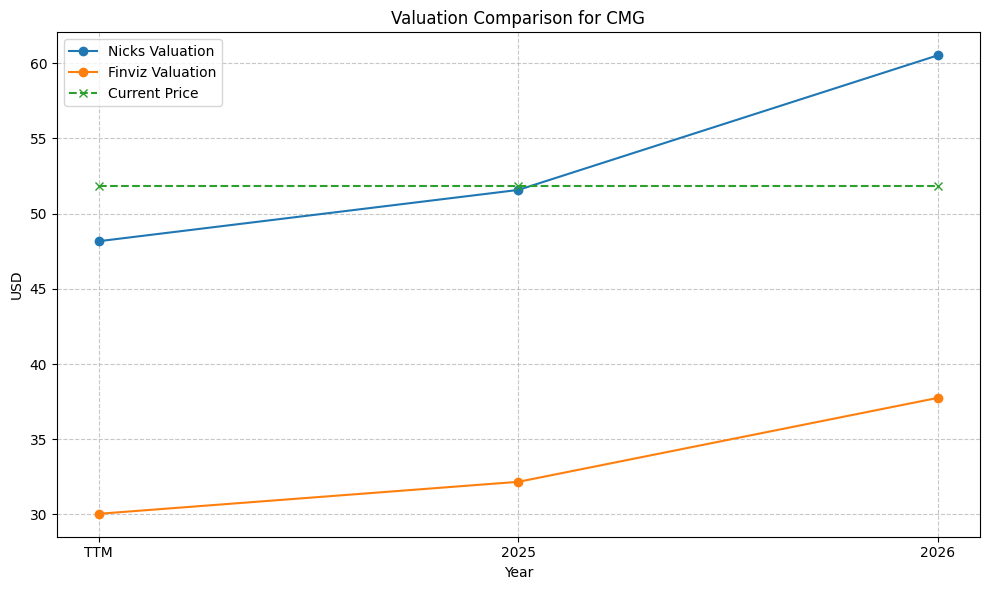 Valuation Comparison for CMG
Nicks Valuation
Finviz Valuation
Current Price
60
55
50
45
40
35
30
USD
TTM
2025
2026
Year